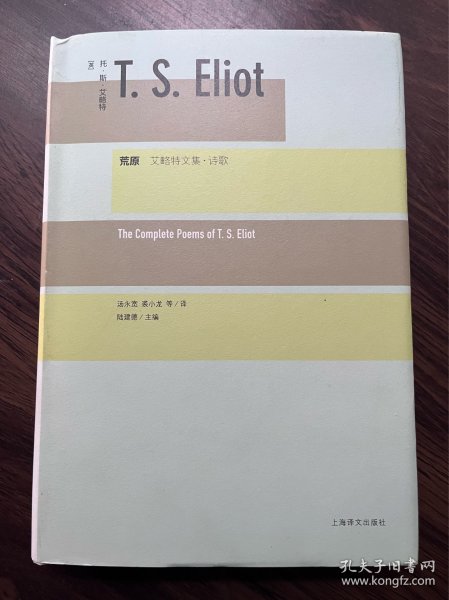 [英]
托·斯·艾略特
T. S. Eliot
荒原 艾略特文集·诗歌
The Complete Poems of T. S. Eliot
汤永宽 裘小龙 等/译
陆建德/主编
上海译文出版社
孔夫子旧书网
www.kongfz.com